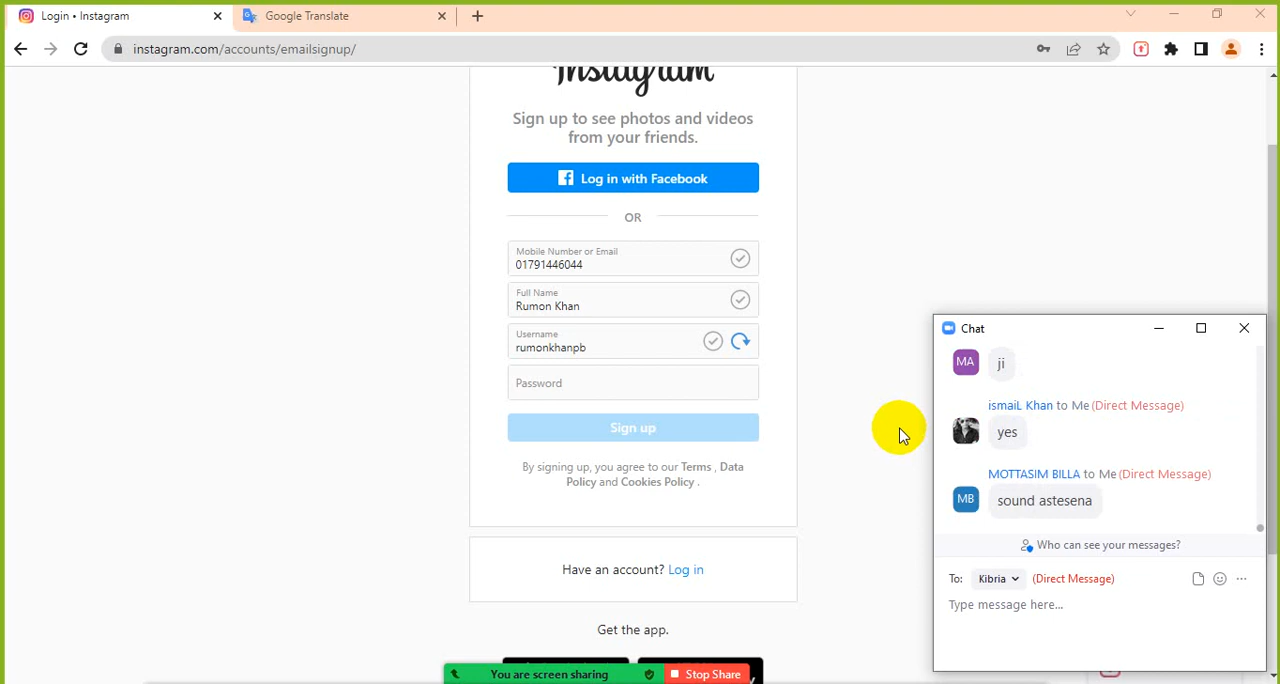 Login • Instagram
Google Translate
instagram.com/accounts/emailsignup/
Instagram
Sign up to see photos and videos
from your friends.
Log in with Facebook
OR
Mobile Number or Email
01791446044
Full Name
Rumon Khan
Username
rumonkhanpb
Password
Sign up
By signing up, you agree to our Terms , Data
Policy and Cookies Policy .
Have an account? Log in
Get the app.
You are screen sharing
Stop Share
Chat
MA
ji
ismaiL Khan to Me (Direct Message)
yes
MOTTASIM BILLA to Me (Direct Message)
MB
sound astesena
Who can see your messages?
To: Kibria (Direct Message)
Type message here...